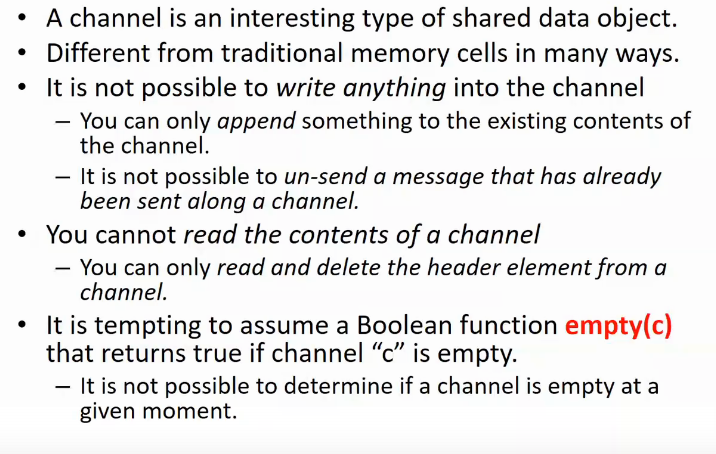 • A channel is an interesting type of shared data object.
• Different from traditional memory cells in many ways.
• It is not possible to write anything into the channel
– You can only append something to the existing contents of
the channel.
– It is not possible to un-send a message that has already
been sent along a channel.
• You cannot read the contents of a channel
– You can only read and delete the header element from a
channel.
• It is tempting to assume a Boolean function empty(c)
that returns true if channel “c” is empty.
– It is not possible to determine if a channel is empty at a
given moment.